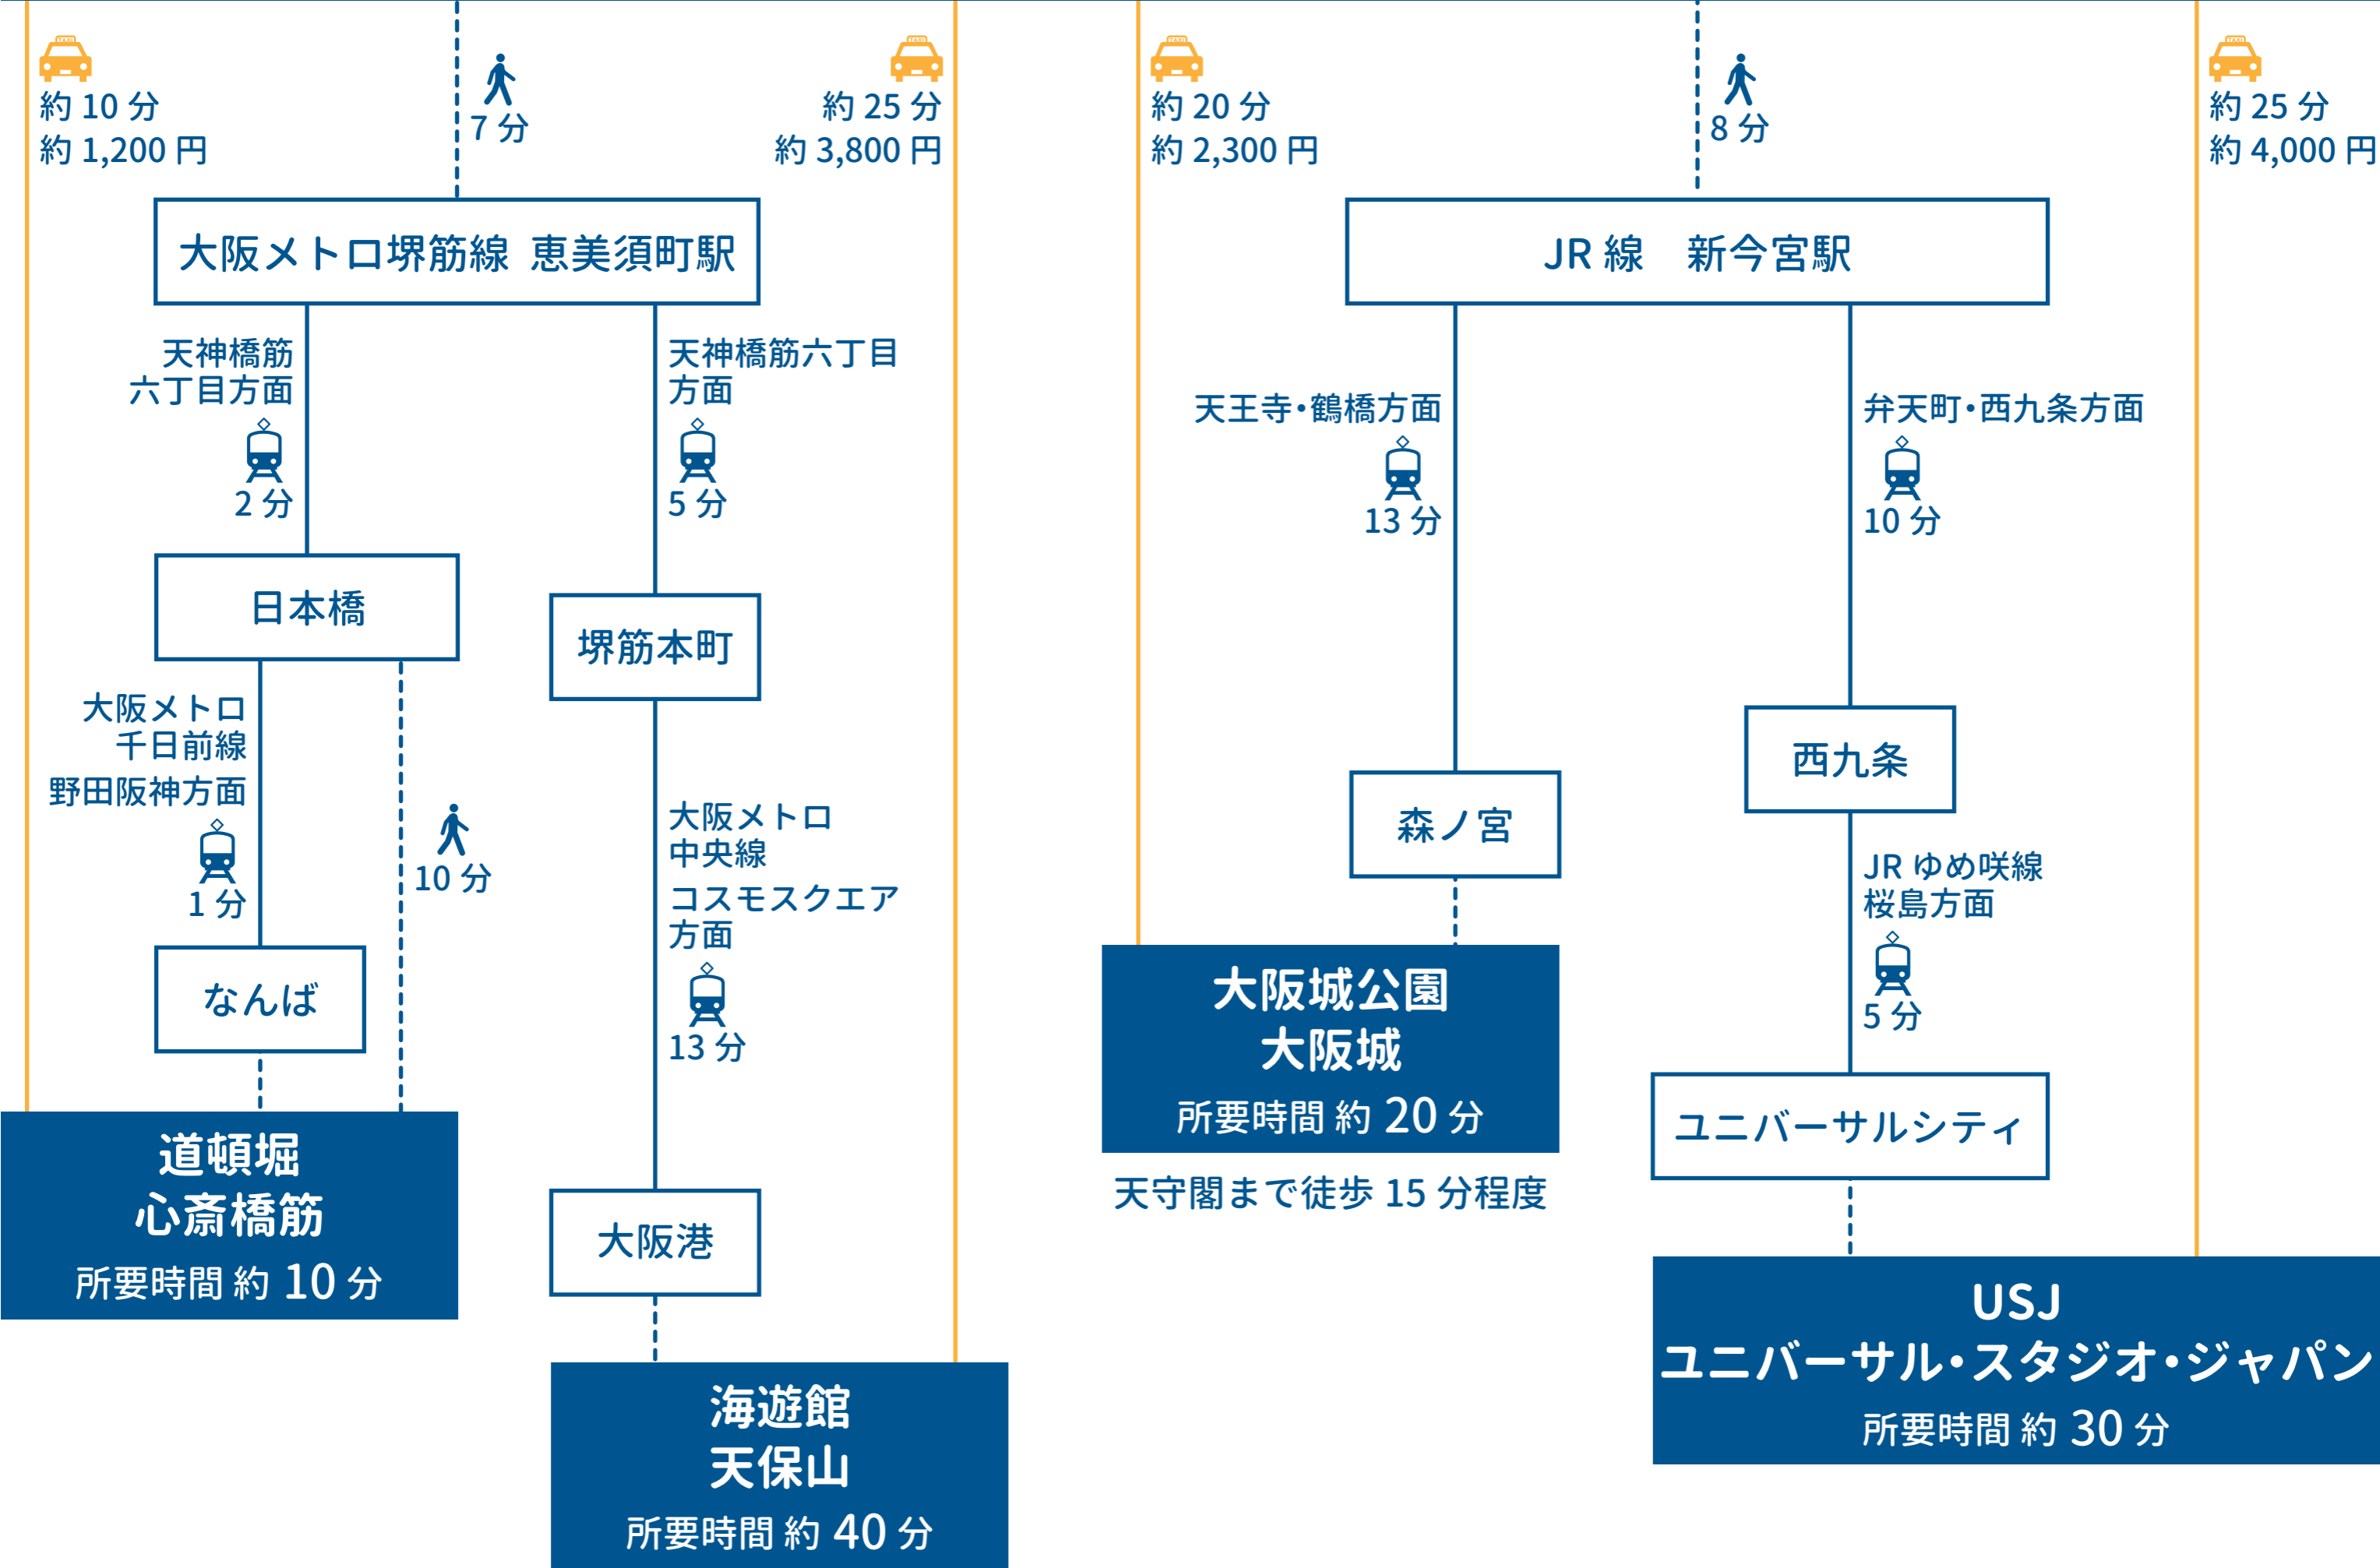 約 10 分
約 1,200 円
7 分
約 25 分
約 3,800 円
大阪メトロ堺筋線 恵美須町駅
天神橋筋
六丁目方面
2 分
天神橋筋六丁目
方面
5 分
日本橋
堺筋本町
大阪メトロ
千日前線
野田阪神方面
1 分
10 分
大阪メトロ
中央線
コスモスクエア
方面
13 分
なんば
道頓堀
心斎橋筋
所要時間 約 10 分
大阪港
海遊館
天保山
所要時間 約 40 分
約 20 分
約 2,300 円
8 分
約 25 分
約 4,000 円
JR 線　新今宮駅
天王寺・鶴橋方面
13 分
弁天町・西九条方面
10 分
森ノ宮
西九条
大阪城公園
大阪城
所要時間 約 20 分
天守閣まで徒歩 15 分程度
JR ゆめ咲線
桜島方面
5 分
ユニバーサルシティ
USJ
ユニバーサル・スタジオ・ジャパン
所要時間 約 30 分